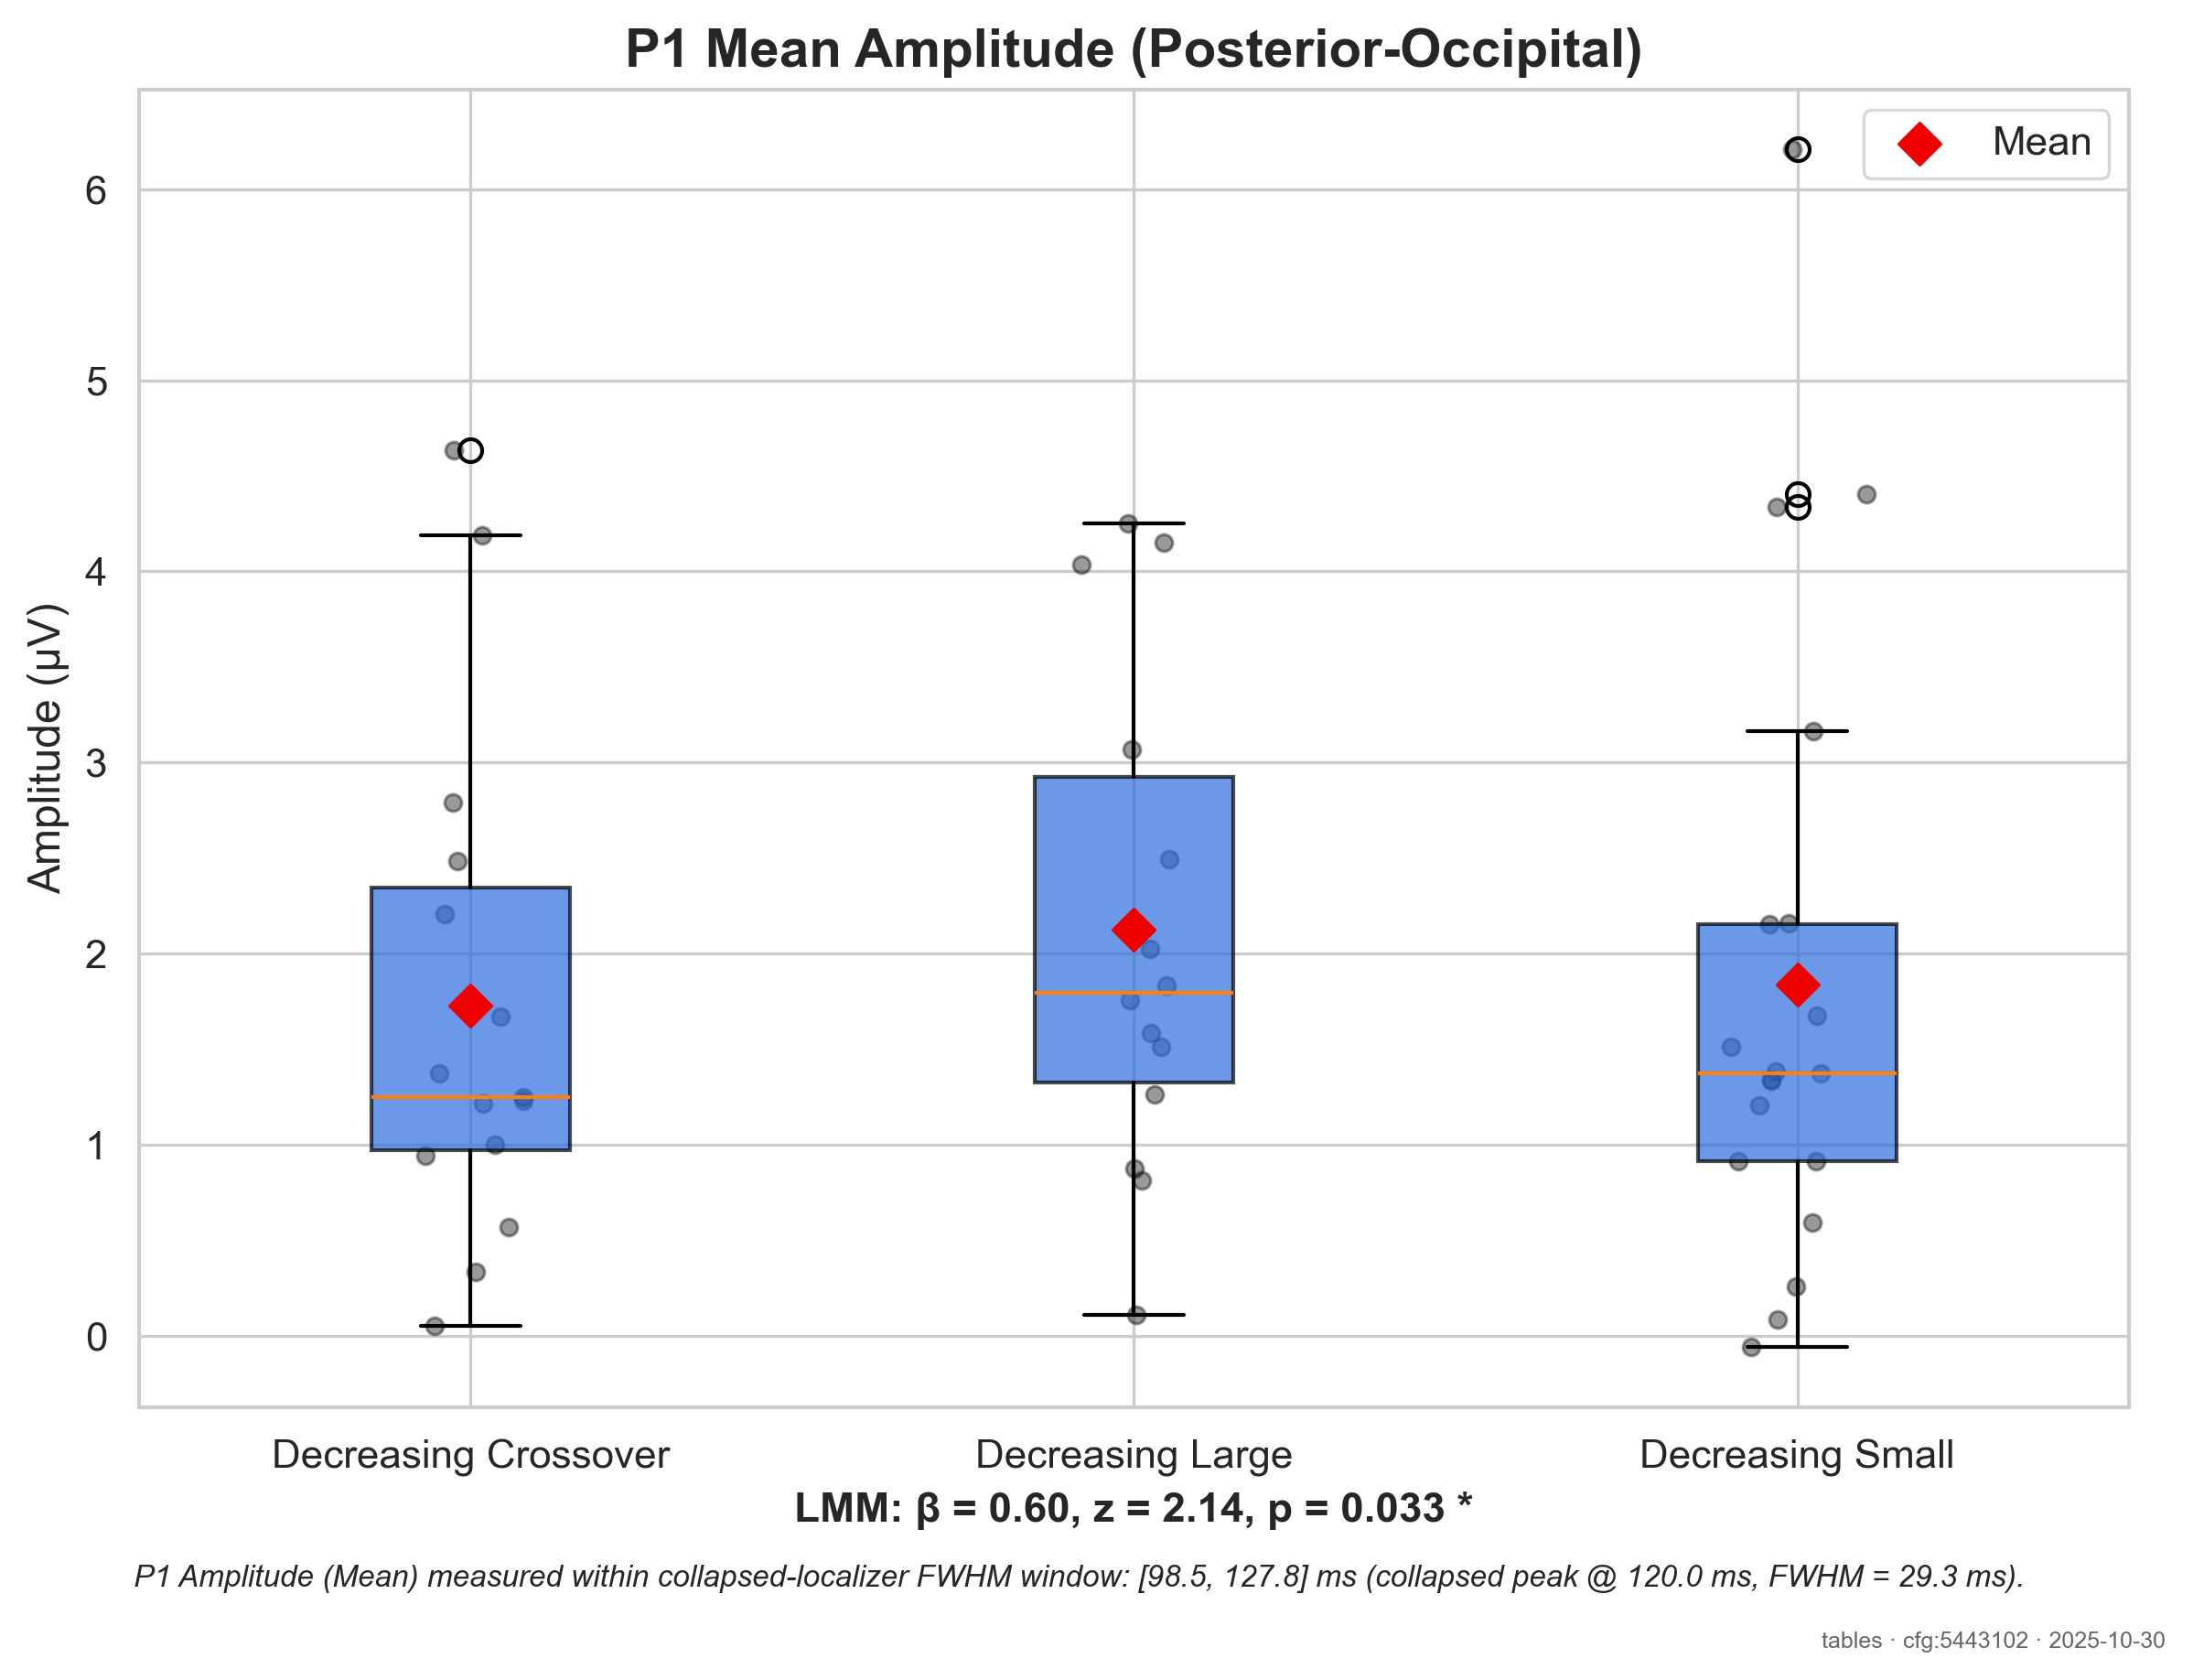 P1 Mean Amplitude (Posterior-Occipital)
Mean
6
5
4
3
2
1
0
Amplitude (µV)
Decreasing Crossover
Decreasing Large
Decreasing Small
LMM: β = 0.60, z = 2.14, p = 0.033 *
P1 Amplitude (Mean) measured within collapsed-localizer FWHM window: [98.5, 127.8] ms (collapsed peak @ 120.0 ms, FWHM = 29.3 ms).
tables · cfg:5443102 · 2025-10-30